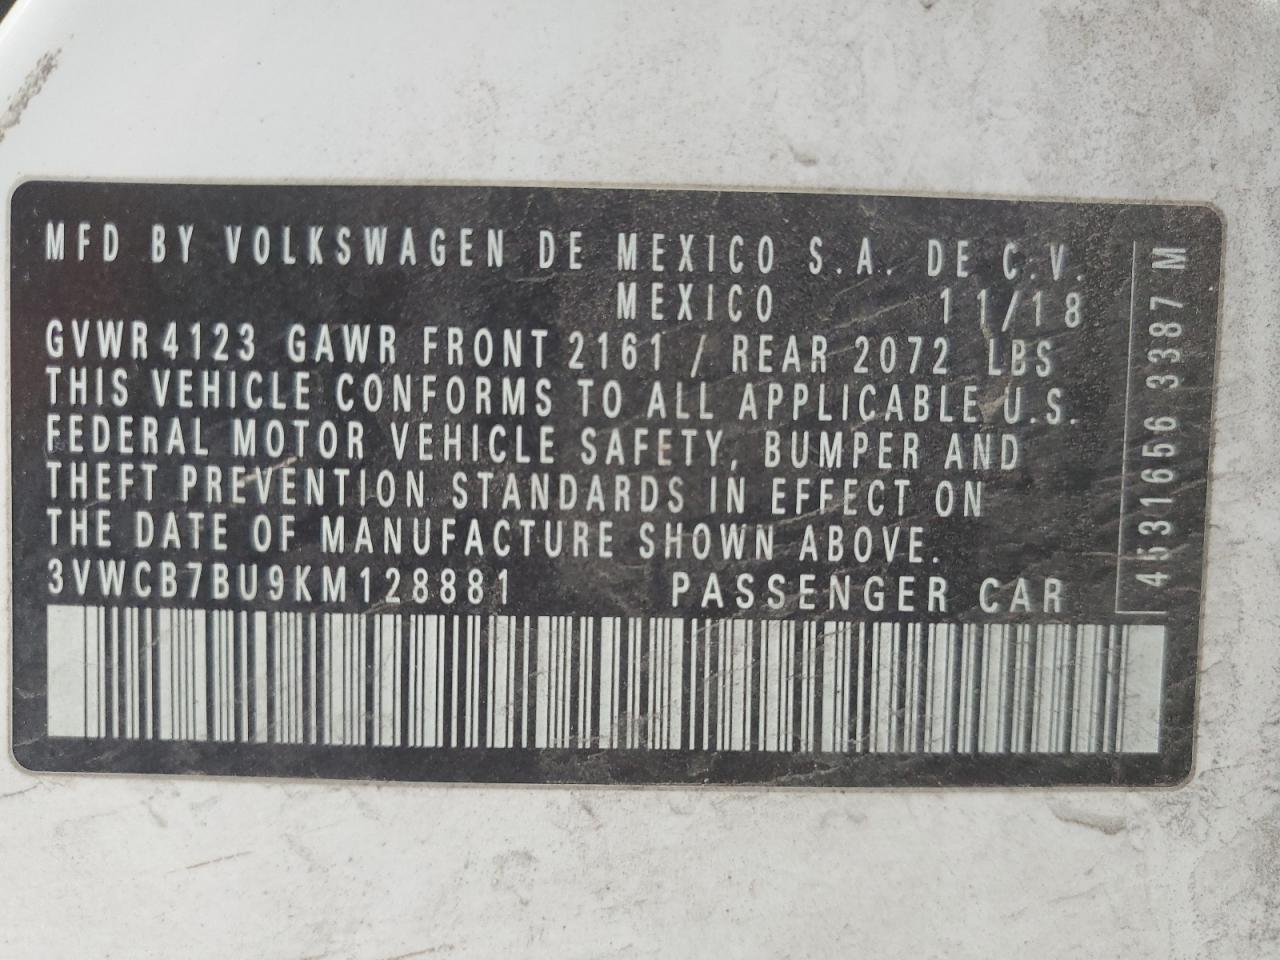 MFD BY VOLKSWAGEN DE MEXICO S.A. DE C.V.
MEXICO 11/18
GVWR 4123 GAWR FRONT 2161 / REAR 2072 LBS
THIS VEHICLE CONFORMS TO ALL APPLICABLE U.S.
FEDERAL MOTOR VEHICLE SAFETY, BUMPER AND
THEFT PREVENTION STANDARDS IN EFFECT ON
THE DATE OF MANUFACTURE SHOWN ABOVE.
3VWCB7BU9KM128881 PASSENGER CAR
4531656 3387 M